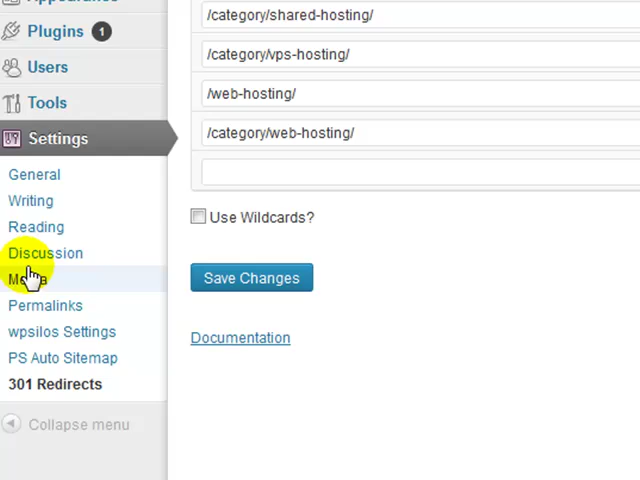 Plugins 1
Users
Tools
Settings
General
Writing
Reading
Discussion
Permalinks
wpsilos Settings
PS Auto Sitemap
301 Redirects
Collapse menu
/category/shared-hosting/
/category/vps-hosting/
/web-hosting/
/category/web-hosting/
Use Wildcards?
Save Changes
Documentation